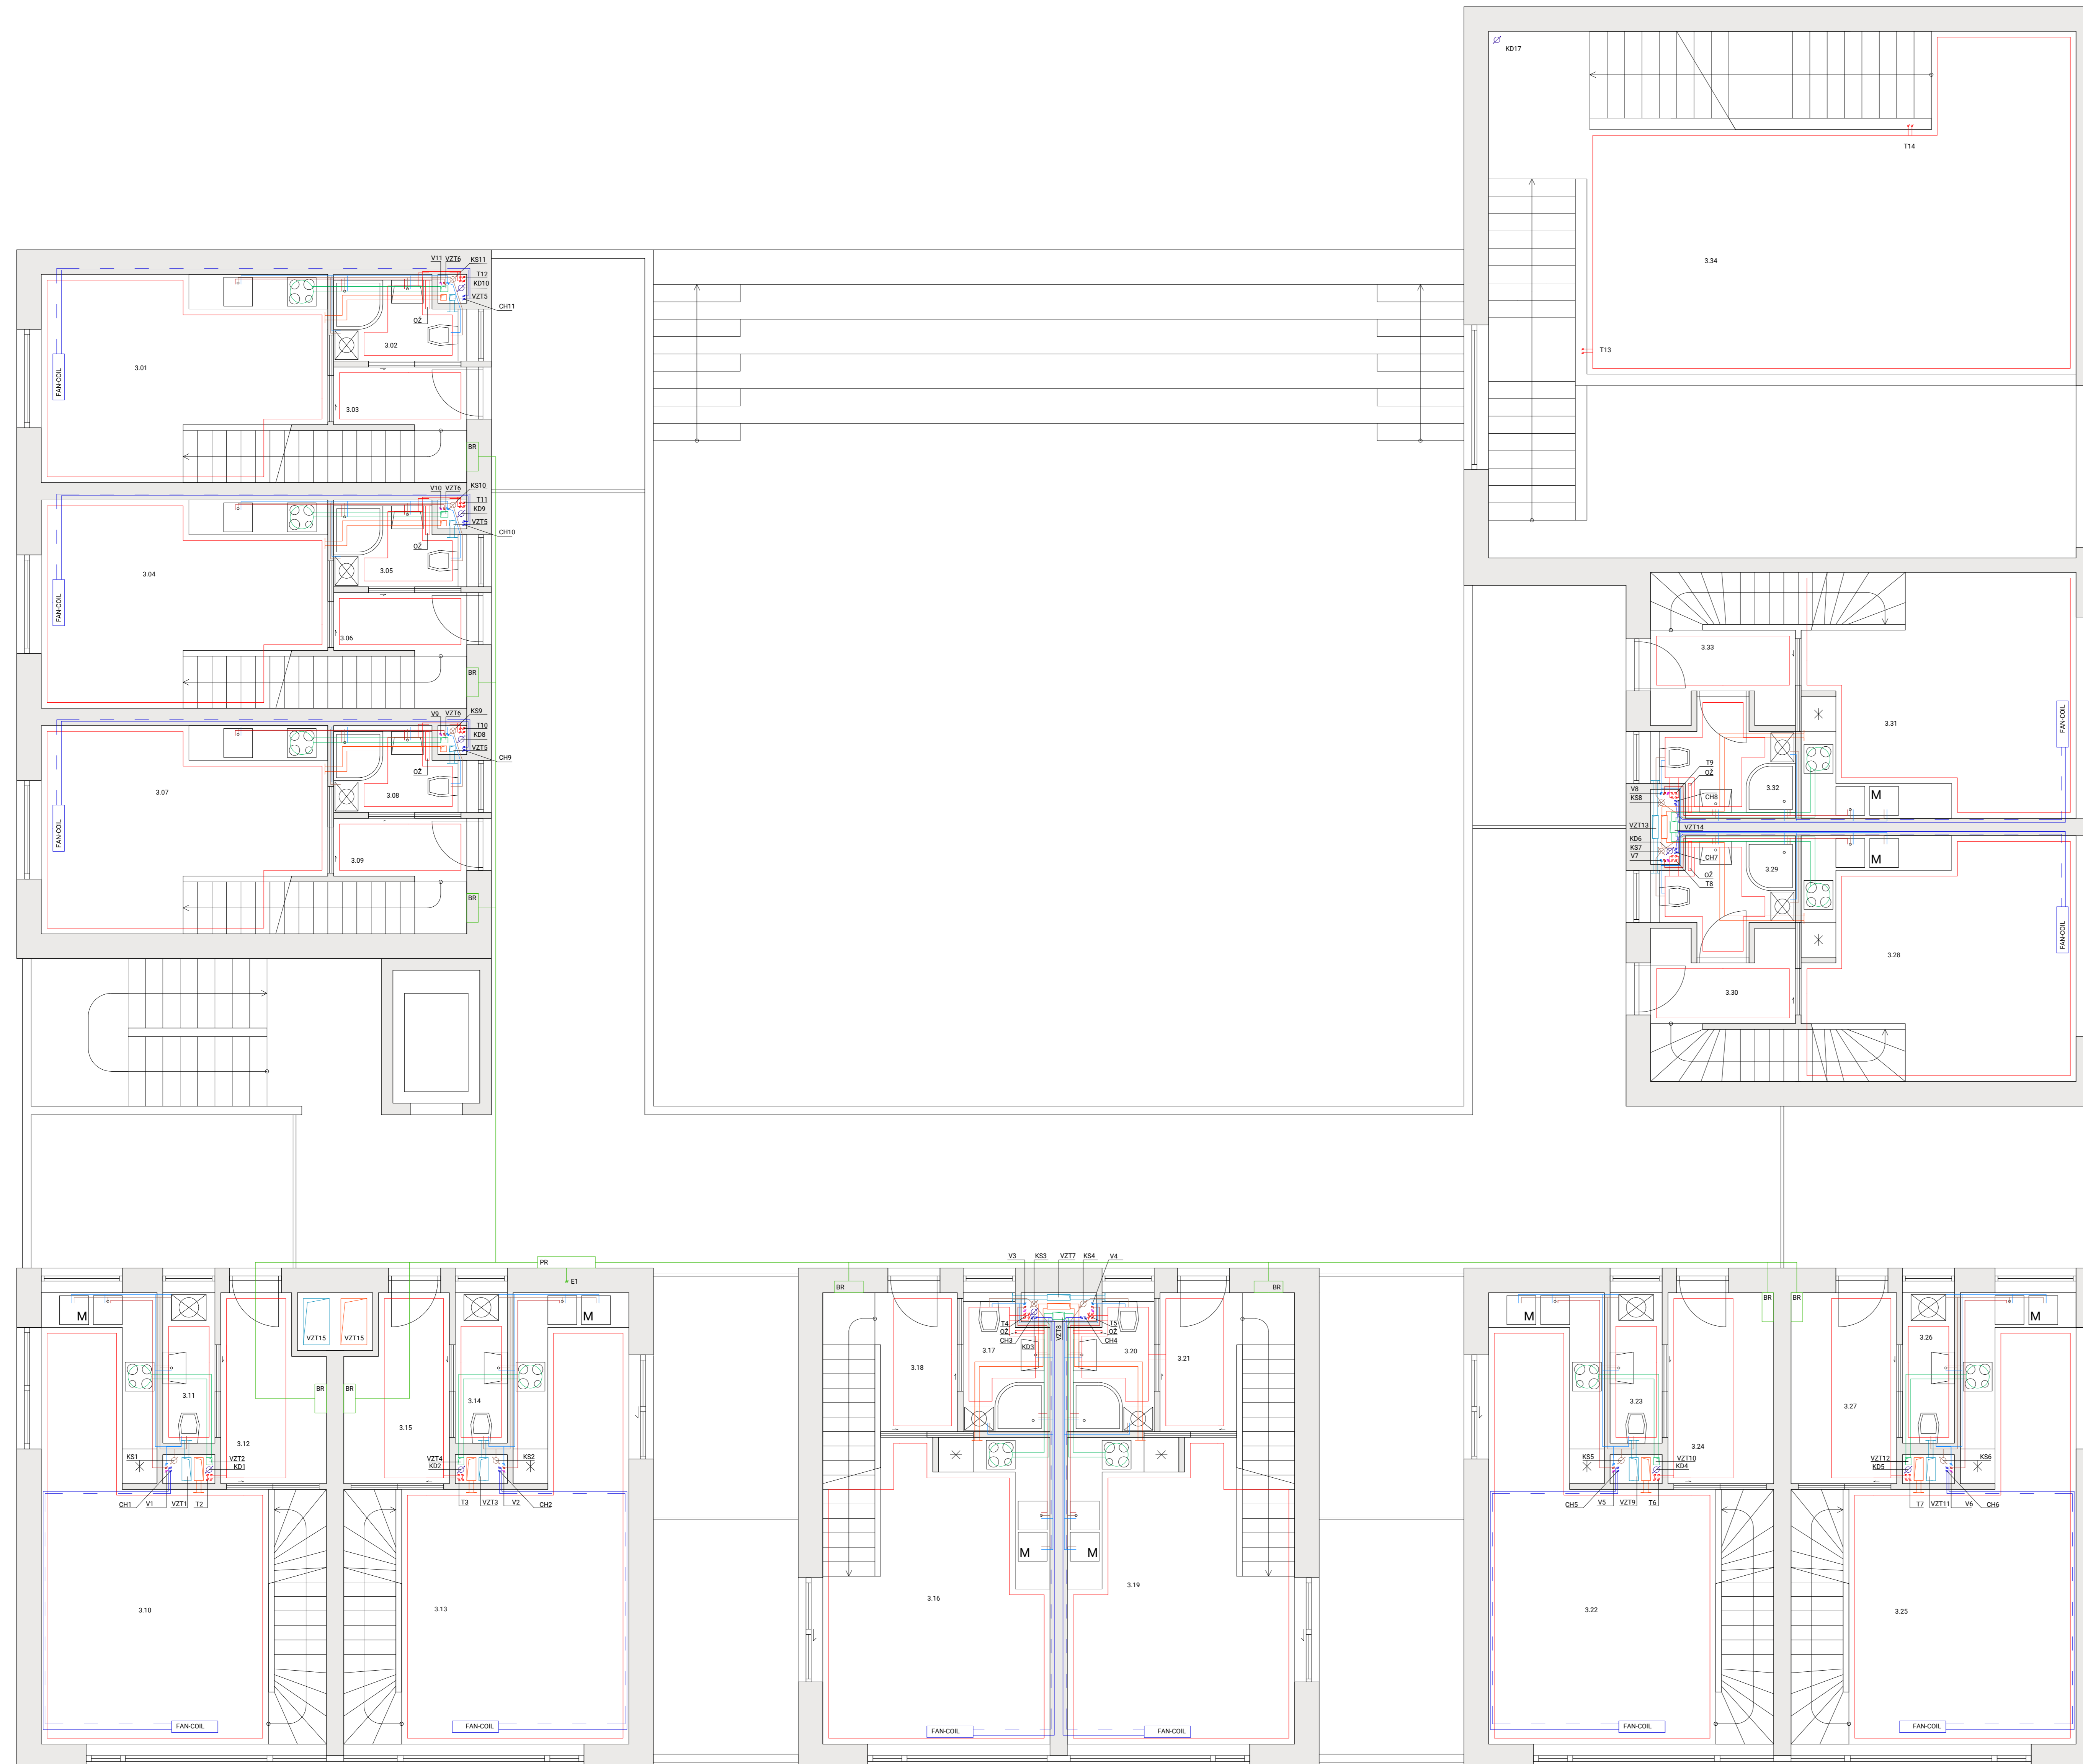 KD17
T14
3.34
T13
V11 VZT6 KS11
T12
KD10
VZT5
CH11
OŽ
3.02
3.01
FAN-COIL
3.03
BR
V10 VZT6 KS10
T11
KD9
VZT5
CH10
OŽ
3.05
3.04
FAN-COIL
3.06
BR
V9 VZT6 KS9
T10
KD8
VZT5
CH9
OŽ
3.08
3.07
FAN-COIL
3.09
BR
3.33
3.31
FAN-COIL
T9
OŽ
3.32
V8
KS8
CH8
M
VZT13
VZT14
KD6
KS7
V7
CH7
M
OŽ
T8
3.29
FAN-COIL
3.28
3.30
PR
E1
M
VZT15
VZT15
M
3.11
BR
BR
3.14
3.12
3.15
KS1
VZT2
KD1
VZT4
KD2
KS2
CH1
V1
VZT1
T2
T3
VZT3
V2
CH2
3.10
3.13
FAN-COIL
FAN-COIL
V3
KS3
VZT7
KS4
V4
BR
BR
T4
OŽ
CH3
KD3
VZT8
T5
OŽ
CH4
3.17
3.20
3.18
3.21
M
M
3.16
3.19
FAN-COIL
FAN-COIL
BR
BR
M
M
3.26
3.23
3.27
3.24
KS5
VZT10
KD4
VZT12
KD5
KS6
CH5
V5
VZT9
T6
T7
VZT11
V6
CH6
3.22
3.25
FAN-COIL
FAN-COIL